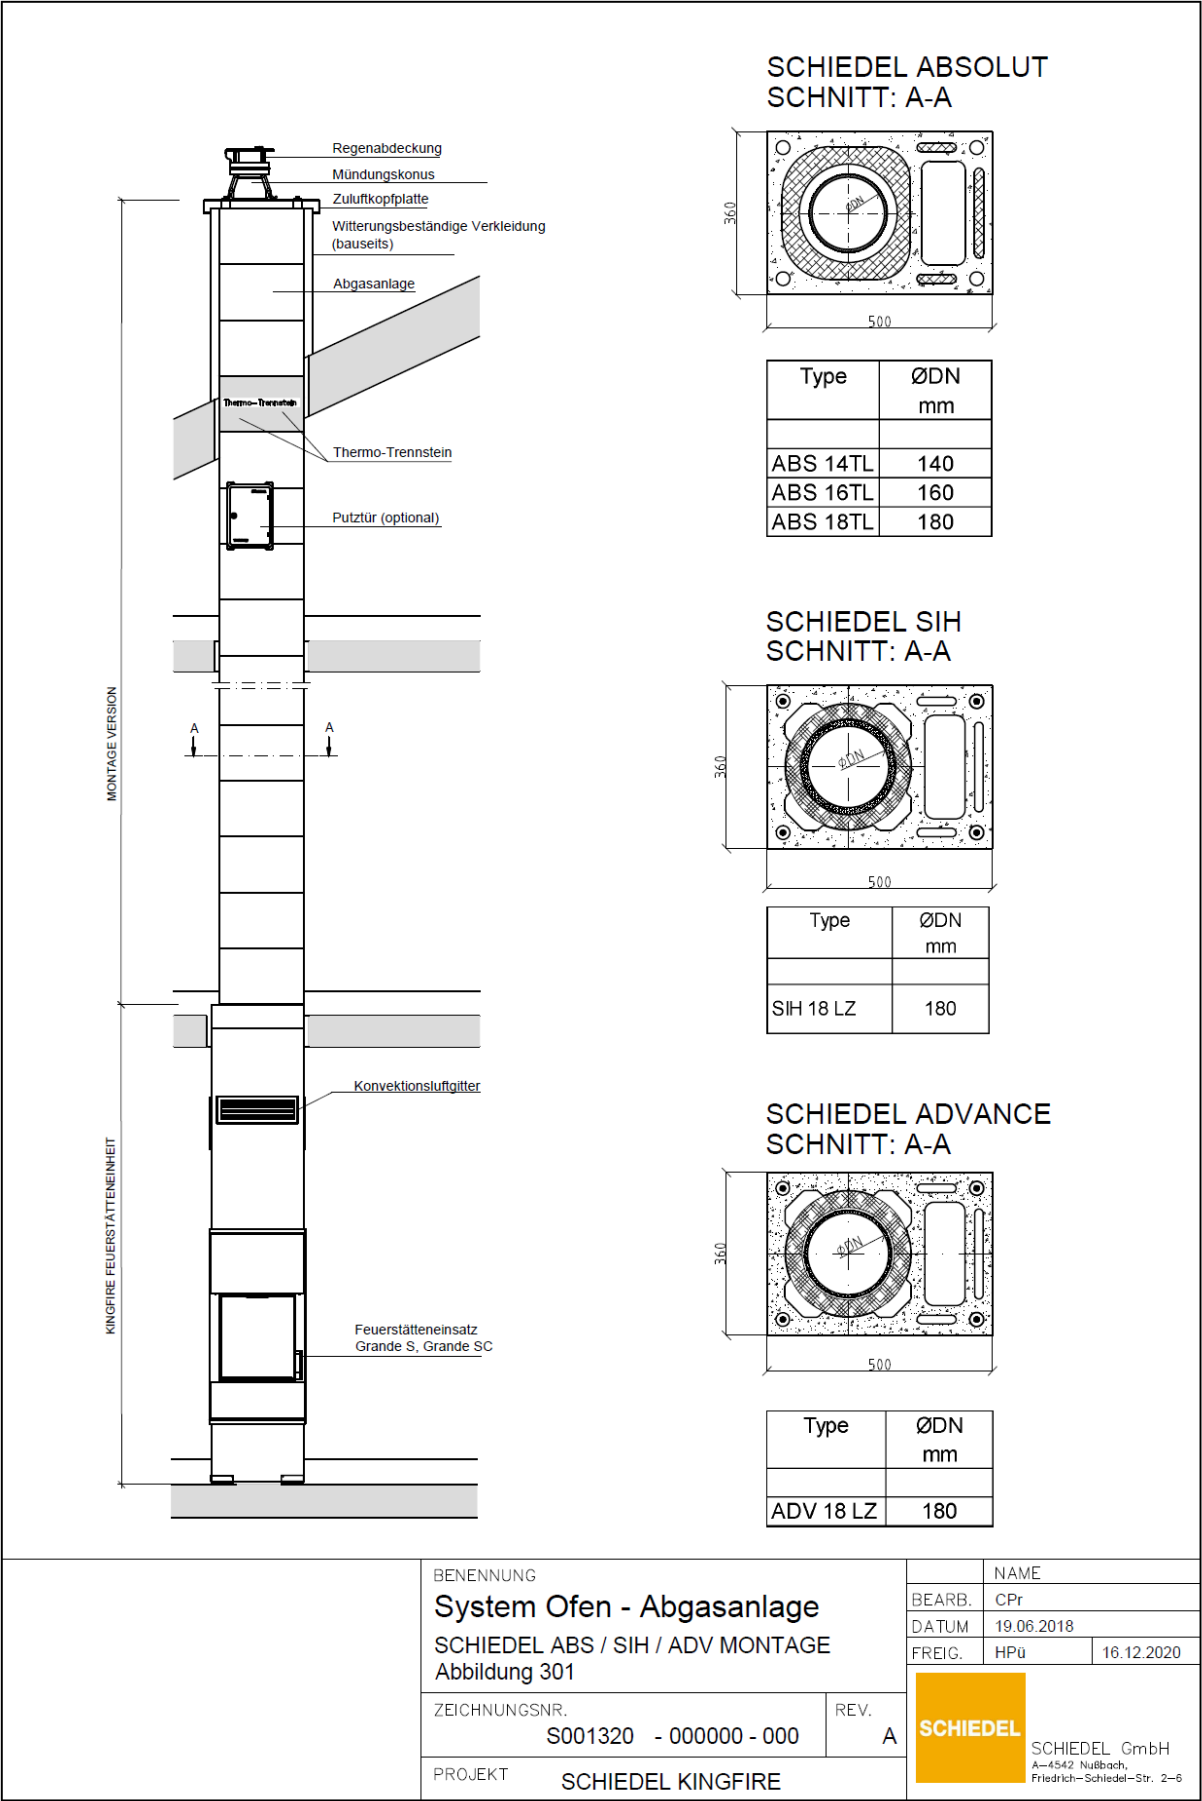 Regenabdeckung
Mündungskonus
Zuluftkopfplatte
Witterungsbeständige Verkleidung
(bauseits)
Abgasanlage
Thermo-Trennstein
Thermo-Trennstein
Putztür (optional)
MONTAGE VERSION
A
A
Konvektionsluftgitter
KINGFIRE FEUERSTÄTTENEINHEIT
Feuerstätteneinsatz
Grande S, Grande SC
SCHIEDEL ABSOLUT
SCHNITT: A-A
360
ØDN
500
Type ØDN
mm
ABS 14TL 140
ABS 16TL 160
ABS 18TL 180
SCHIEDEL SIH
SCHNITT: A-A
360
ØDN
500
Type ØDN
mm
SIH 18 LZ 180
SCHIEDEL ADVANCE
SCHNITT: A-A
360
ØDN
500
Type ØDN
mm
ADV 18 LZ 180
BENENNUNG
System Ofen - Abgasanlage
SCHIEDEL ABS / SIH / ADV MONTAGE
Abbildung 301
ZEICHNUNGSNR.
S001320 - 000000 - 000
REV.
A
PROJEKT SCHIEDEL KINGFIRE
NAME
BEARB. CPr
DATUM 19.06.2018
FREIG. HPü 16.12.2020
SCHIEDEL
SCHIEDEL GmbH
A-4542 Nußbach,
Friedrich-Schiedel-Str. 2-6